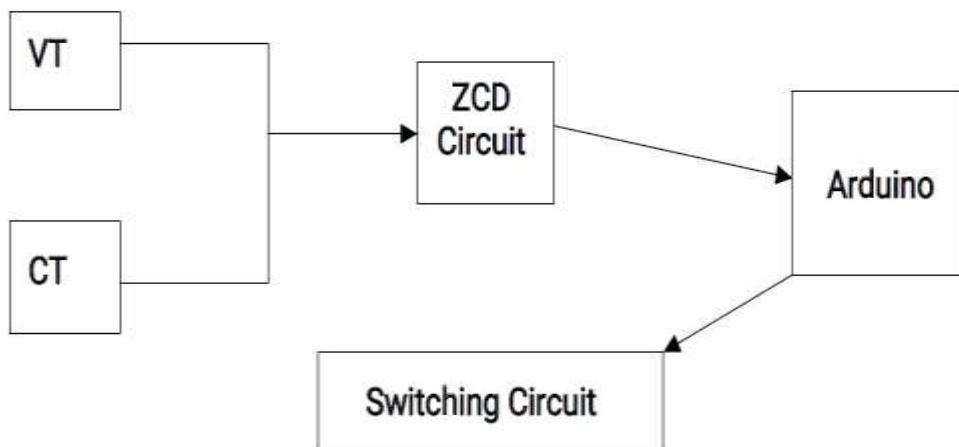 VT
ZCD
Circuit
Arduino
CT
Switching Circuit